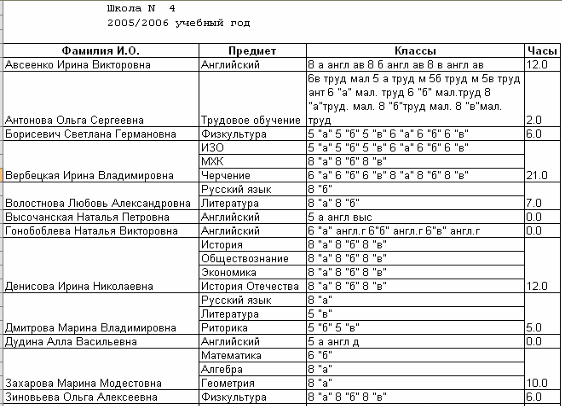 Школа N 4
2005/2006 учебный год
Фамилия И.О. Предмет Классы Часы
Авсеенко Ирина Викторовна Английский 8 а англ ав 8 б англ ав 8 в англ ав 12.0
6в труд мал 5 а труд м 5б труд м 5в труд
ант 6 "а" мал. труд 6 "б" мал.труд 8
"а"труд. мал. 8 "б"труд мал. 8 "в"мал.
Антонова Ольга Сергеевна Трудовое обучение труд 2.0
Борисевич Светлана Германовна Физкультура 5 "а" 5 "б" 5 "в" 6 "а" 6 "б" 6 "в" 6.0
ИЗО 5 "а" 5 "б" 5 "в" 6 "а" 6 "б" 6 "в"
МХК 8 "а" 8 "б" 8 "в"
Вербецкая Ирина Владимировна Черчение 6 "а" 6 "б" 6 "в" 8 "а" 8 "б" 8 "в" 21.0
Русский язык 8 "б"
Волостнова Любовь Александровна Литература 8 "а" 8 "б" 7.0
Высочанская Наталья Петровна Английский 5 а англ выс 0.0
Гонобоблева Наталья Викторовна Английский 6 "а" англ.г 6"б" англ.г 6"в" англ.г 0.0
История 8 "а" 8 "б" 8 "в"
Обществознание 8 "а" 8 "б" 8 "в"
Экономика 8 "а" 8 "б" 8 "в"
Денисова Ирина Николаевна История Отечества 8 "а" 8 "б" 8 "в" 12.0
Русский язык 8 "а"
Литература 5 "в"
Дмитрова Марина Владимировна Риторика 5 "б" 5 "в" 5.0
Дудина Алла Васильевна Английский 5 а англ д 0.0
Математика 6 "б"
Алгебра 8 "а"
Захарова Марина Модестовна Геометрия 8 "а" 10.0
Зиновьева Ольга Алексеевна Физкультура 8 "а" 8 "б" 8 "в" 6.0